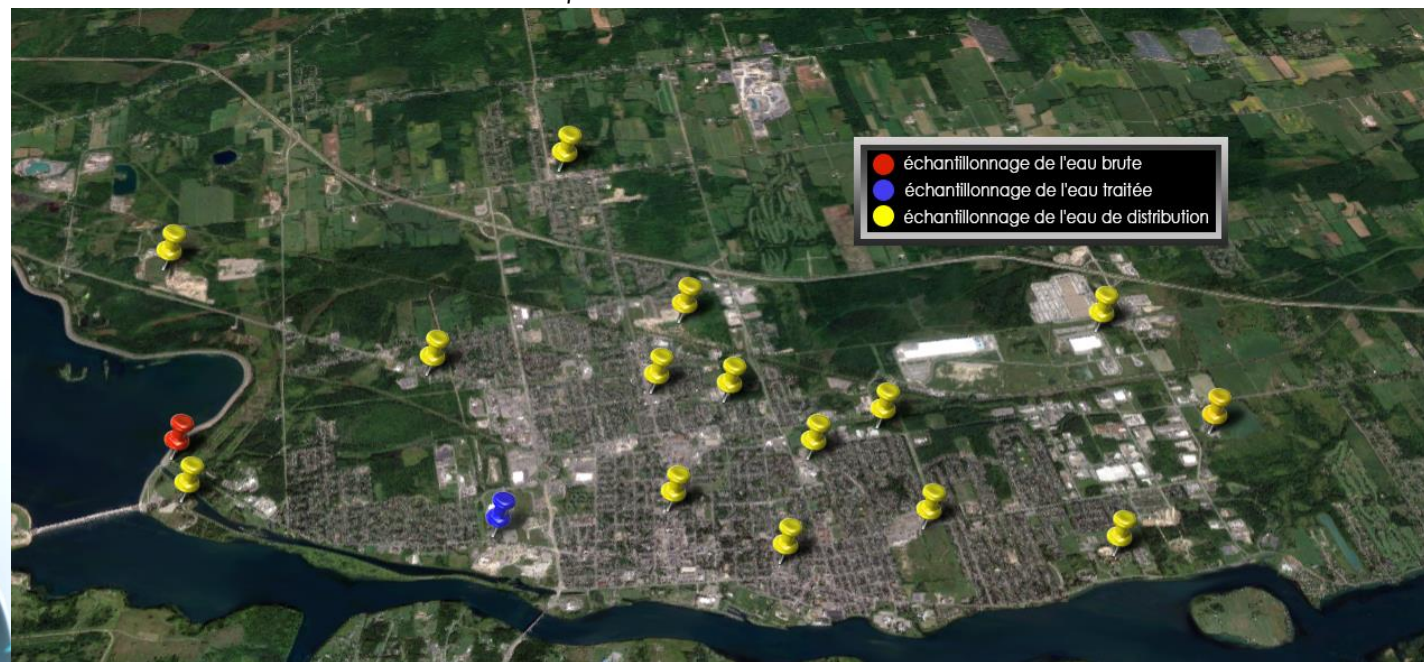 échantillonnage de l'eau brute
échantillonnage de l'eau traitée
échantillonnage de l'eau de distribution